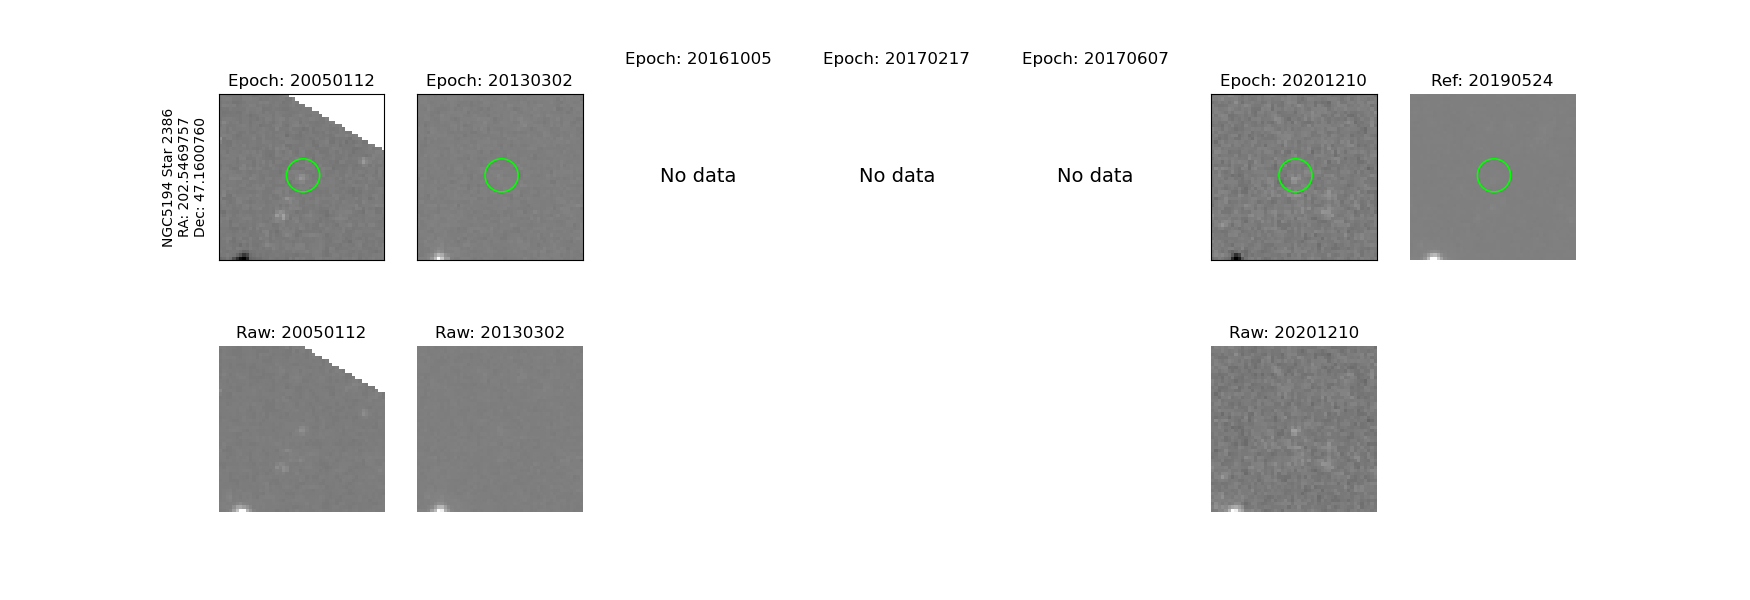 Epoch: 20161005
Epoch: 20170217
Epoch: 20170607
Epoch: 20050112
Epoch: 20130302
Epoch: 20201210
Ref: 20190524
NGC5194 Star 2386
RA: 202.5469757
Dec: 47.1600760
No data
No data
No data
Raw: 20050112
Raw: 20130302
Raw: 20201210